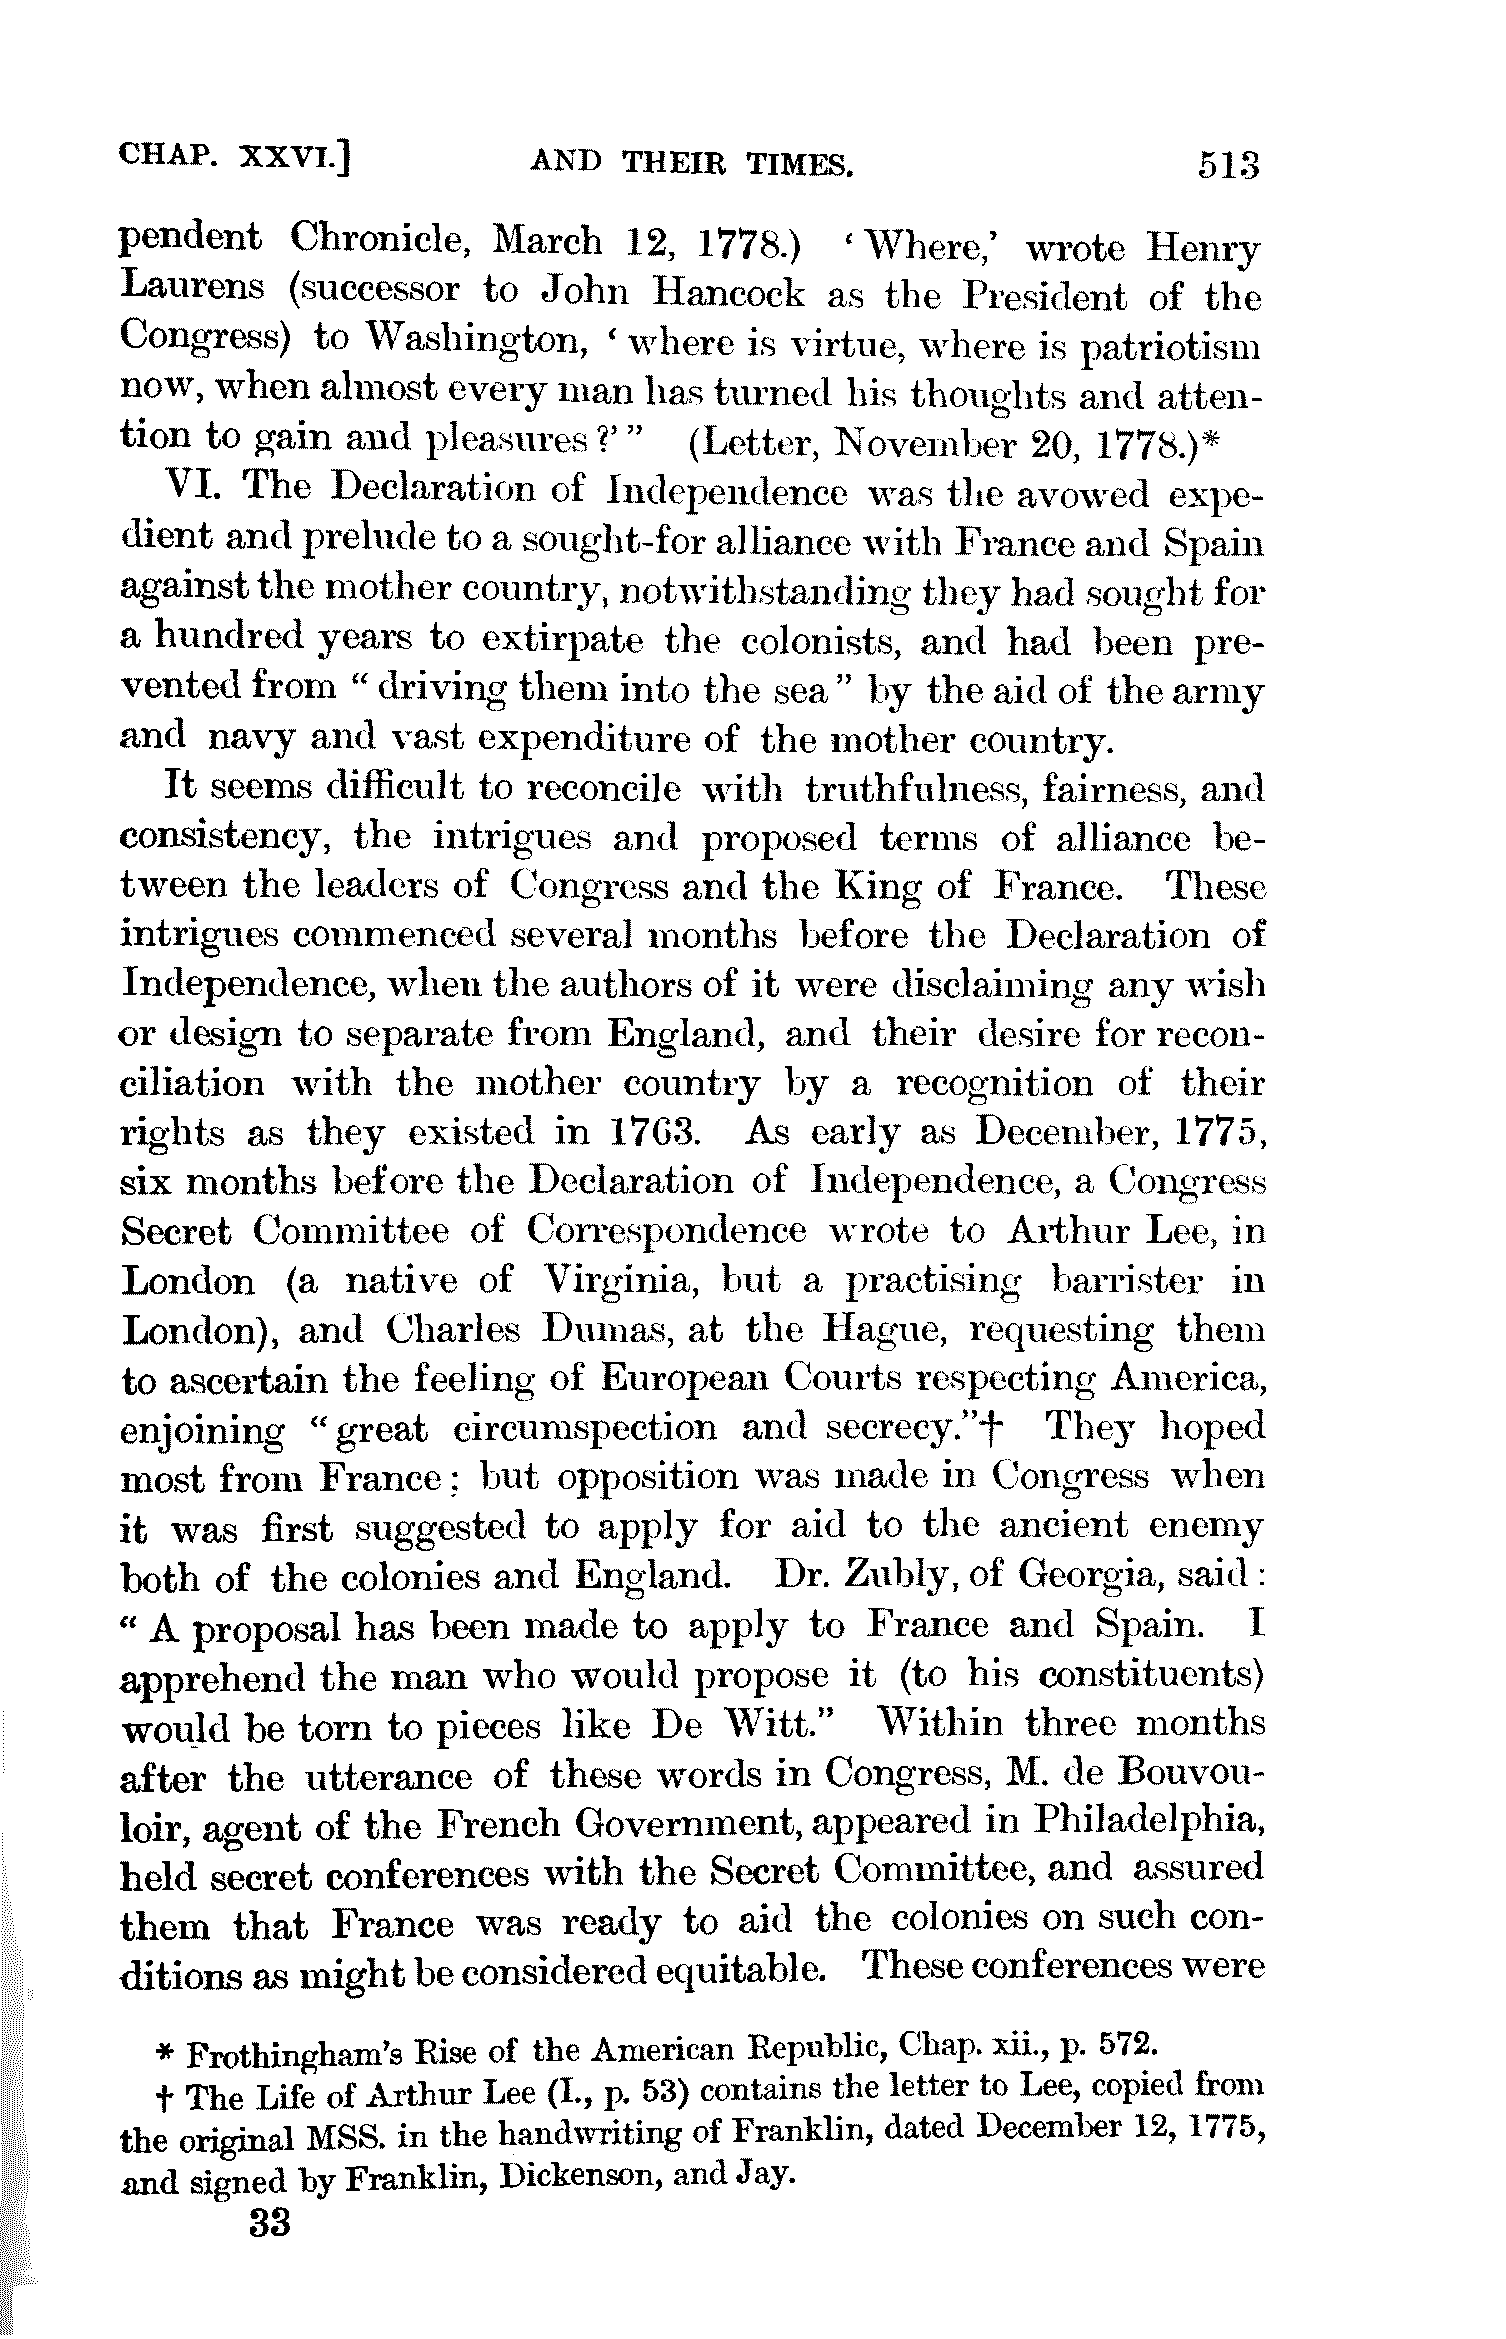 CHAP. XXVI.] AND THEIR TIMES. 513
pendent Chronicle, March 12, 1778.) ‘Where,’ wrote Henry
Laurens (successor to John Hancock as the President of the
Congress) to Washington, ‘where is virtue, where is patriotism
now, when almost every man has turned his thoughts and atten-
tion to gain and pleasures?’” (Letter, November 20, 1778.)*
VI. The Declaration of Independence was the avowed expe-
dient and prelude to a sought-for alliance with France and Spain
against the mother country, notwithstanding they had sought for
a hundred years to extirpate the colonists, and had been pre-
vented from “driving them into the sea” by the aid of the army
and navy and vast expenditure of the mother country.
It seems difficult to reconcile with truthfulness, fairness, and
consistency, the intrigues and proposed terms of alliance be-
tween the leaders of Congress and the King of France. These
intrigues commenced several months before the Declaration of
Independence, when the authors of it were disclaiming any wish
or design to separate from England, and their desire for recon-
ciliation with the mother country by a recognition of their
rights as they existed in 1763. As early as December, 1775,
six months before the Declaration of Independence, a Congress
Secret Committee of Correspondence wrote to Arthur Lee, in
London (a native of Virginia, but a practising barrister in
London), and Charles Dumas, at the Hague, requesting them
to ascertain the feeling of European Courts respecting America,
enjoining “great circumspection and secrecy.”† They hoped
most from France; but opposition was made in Congress when
it was first suggested to apply for aid to the ancient enemy
both of the colonies and England. Dr. Zubly, of Georgia, said:
“A proposal has been made to apply to France and Spain. I
apprehend the man who would propose it (to his constituents)
would be torn to pieces like De Witt.” Within three months
after the utterance of these words in Congress, M. de Bouvou-
loir, agent of the French Government, appeared in Philadelphia,
held secret conferences with the Secret Committee, and assured
them that France was ready to aid the colonies on such con-
ditions as might be considered equitable. These conferences were
* Frothingham's Rise of the American Republic, Chap. xii., p. 572.
† The Life of Arthur Lee (I., p. 53) contains the letter to Lee, copied from
the original MSS. in the handwriting of Franklin, dated December 12, 1775,
and signed by Franklin, Dickenson, and Jay.
33